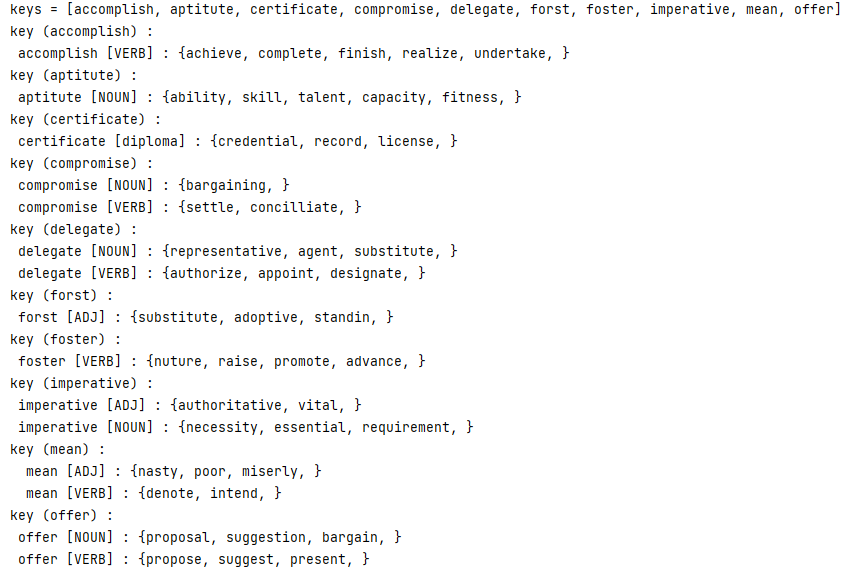 keys = [accomplish, aptitute, certificate, compromise, delegate, forst, foster, imperative, mean, offer]
key (accomplish) :
 accomplish [VERB] : {achieve, complete, finish, realize, undertake, }
key (aptitute) :
 aptitute [NOUN] : {ability, skill, talent, capacity, fitness, }
key (certificate) :
 certificate [diploma] : {credential, record, license, }
key (compromise) :
 compromise [NOUN] : {bargaining, }
 compromise [VERB] : {settle, concilliate, }
key (delegate) :
 delegate [NOUN] : {representative, agent, substitute, }
 delegate [VERB] : {authorize, appoint, designate, }
key (forst) :
 forst [ADJ] : {substitute, adoptive, standin, }
key (foster) :
 foster [VERB] : {nuture, raise, promote, advance, }
key (imperative) :
 imperative [ADJ] : {authoritative, vital, }
 imperative [NOUN] : {necessity, essential, requirement, }
key (mean) :
  mean [ADJ] : {nasty, poor, miserly, }
  mean [VERB] : {denote, intend, }
key (offer) :
 offer [NOUN] : {proposal, suggestion, bargain, }
 offer [VERB] : {propose, suggest, present, }